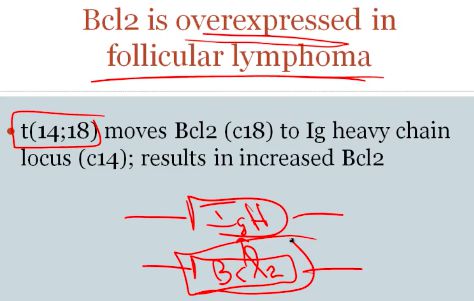 Bcl2 is overexpressed in
follicular lymphoma
t(14;18) moves Bcl2 (c18) to Ig heavy chain
locus (c14); results in increased Bcl2
IgH
Bcl2